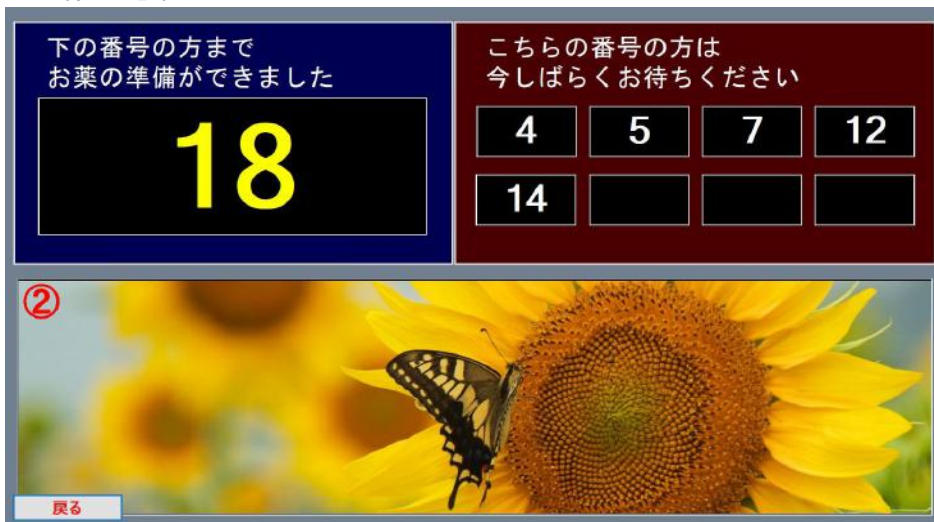 下の番号の方まで
お薬の準備ができました
18
こちらの番号の方は
今しばらくお待ちください
4 5 7 12
14
②
戻る